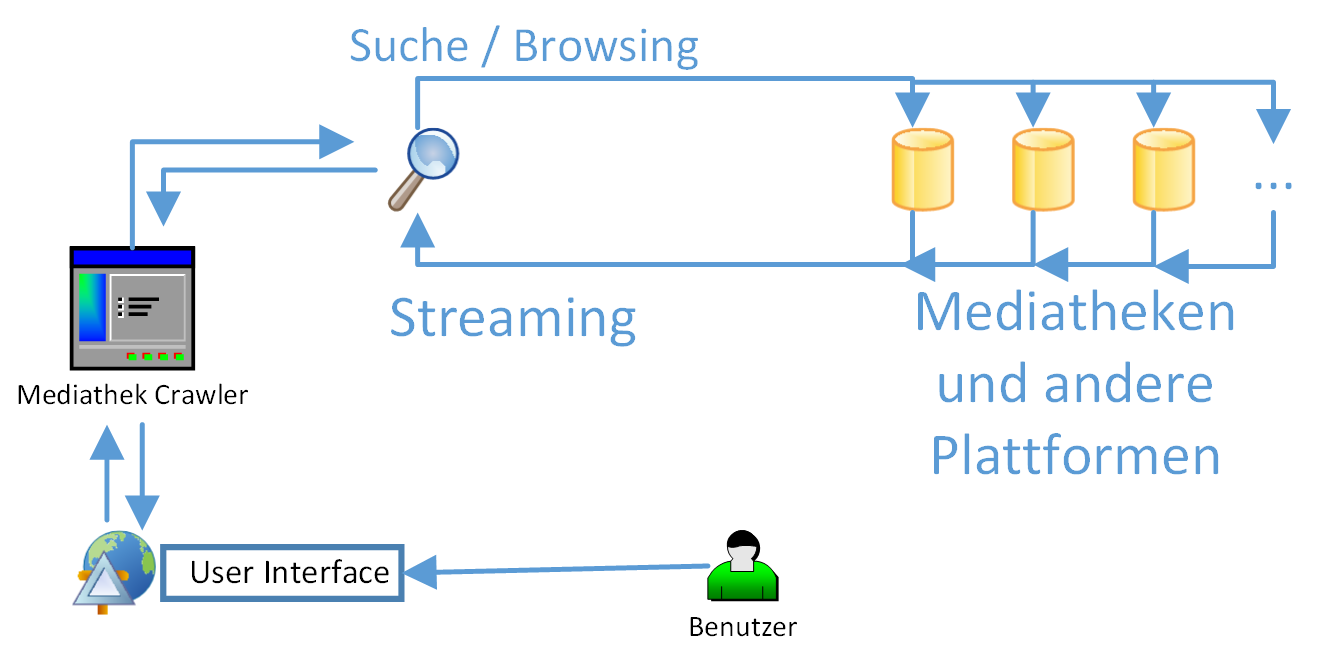 Suche / Browsing
...
Streaming
Mediatheken
und andere
Plattformen
Mediathek Crawler
User Interface
Benutzer